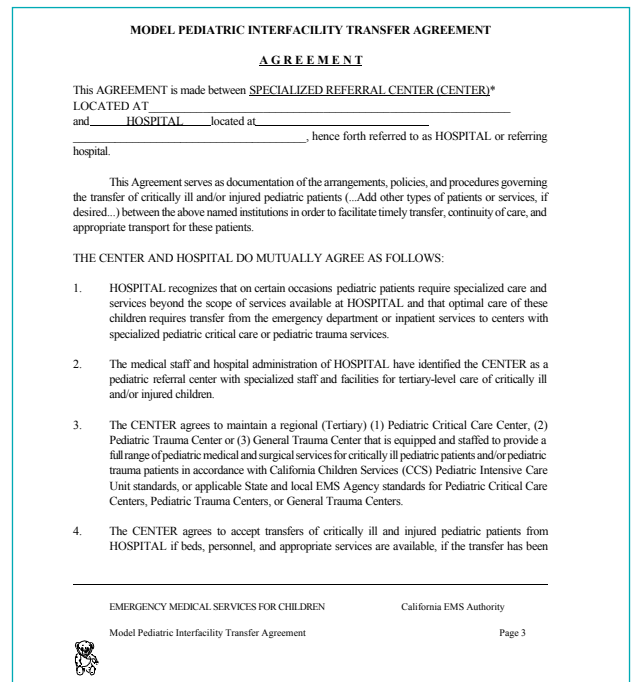 MODEL PEDIATRIC INTERFACILITY TRANSFER AGREEMENT
A G R E E M E N T
This AGREEMENT is made between SPECIALIZED REFERRAL CENTER (CENTER)*
LOCATED AT
and HOSPITAL located at
, hence forth referred to as HOSPITAL or referring
hospital.
This Agreement serves as documentation of the arrangements, policies, and procedures governing
the transfer of critically ill and/or injured pediatric patients (...Add other types of patients or services, if
desired...) between the above named institutions in order to facilitate timely transfer, continuity of care, and
appropriate transport for these patients.
THE CENTER AND HOSPITAL DO MUTUALLY AGREE AS FOLLOWS:
1. HOSPITAL recognizes that on certain occasions pediatric patients require specialized care and
services beyond the scope of services available at HOSPITAL and that optimal care of these
children requires transfer from the emergency department or inpatient services to centers with
specialized pediatric critical care or pediatric trauma services.
2. The medical staff and hospital administration of HOSPITAL have identified the CENTER as a
pediatric referral center with specialized staff and facilities for tertiary-level care of critically ill
and/or injured children.
3. The CENTER agrees to maintain a regional (Tertiary) (1) Pediatric Critical Care Center, (2)
Pediatric Trauma Center or (3) General Trauma Center that is equipped and staffed to provide a
full range of pediatric medical and surgical services for critically ill pediatric patients and/or pediatric
trauma patients in accordance with California Children Services (CCS) Pediatric Intensive Care
Unit standards, or applicable State and local EMS Agency standards for Pediatric Critical Care
Centers, Pediatric Trauma Centers, or General Trauma Centers.
4. The CENTER agrees to accept transfers of critically ill and injured pediatric patients from
HOSPITAL if beds, personnel, and appropriate services are available, if the transfer has been
EMERGENCY MEDICAL SERVICES FOR CHILDREN California EMS Authority
Model Pediatric Interfacility Transfer Agreement Page 3